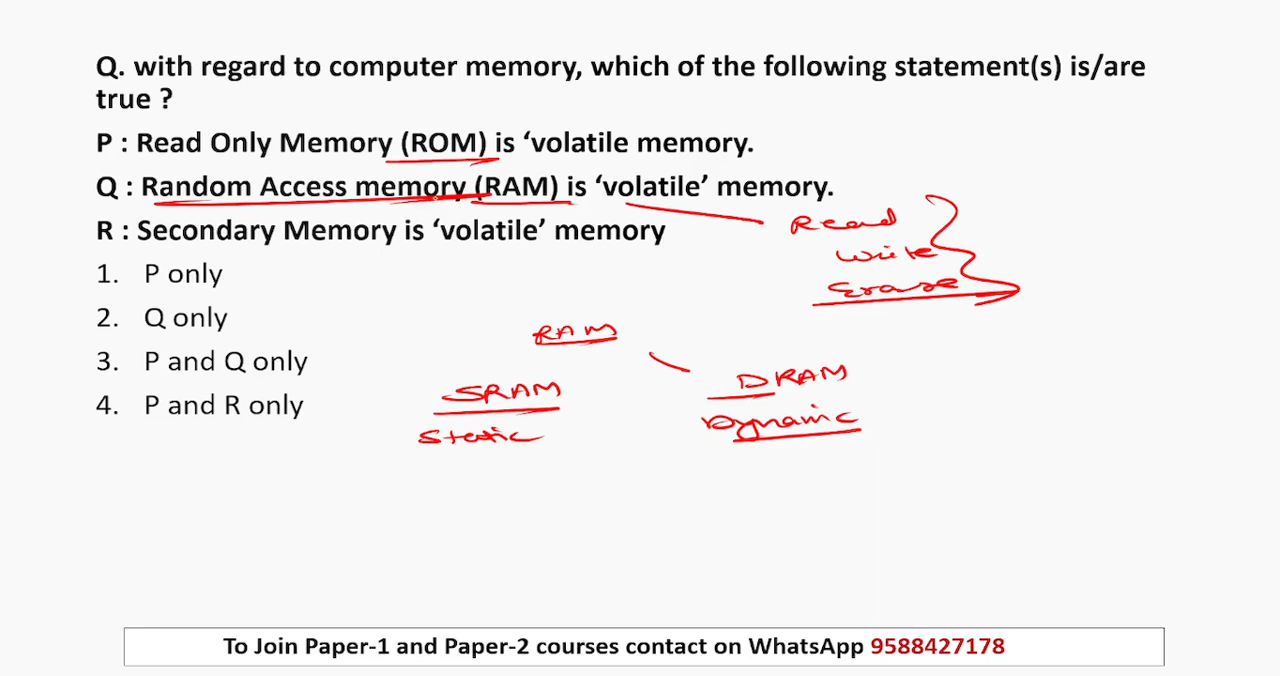 Q. with regard to computer memory, which of the following statement(s) is/are
true ?
P : Read Only Memory (ROM) is ‘volatile memory.
Q : Random Access memory (RAM) is ‘volatile’ memory.
R : Secondary Memory is ‘volatile’ memory
Read
Write
Erase
1. P only
2. Q only
3. P and Q only
4. P and R only
RAM
SRAM
Static
DRAM
Dynamic
To Join Paper-1 and Paper-2 courses contact on WhatsApp 9588427178